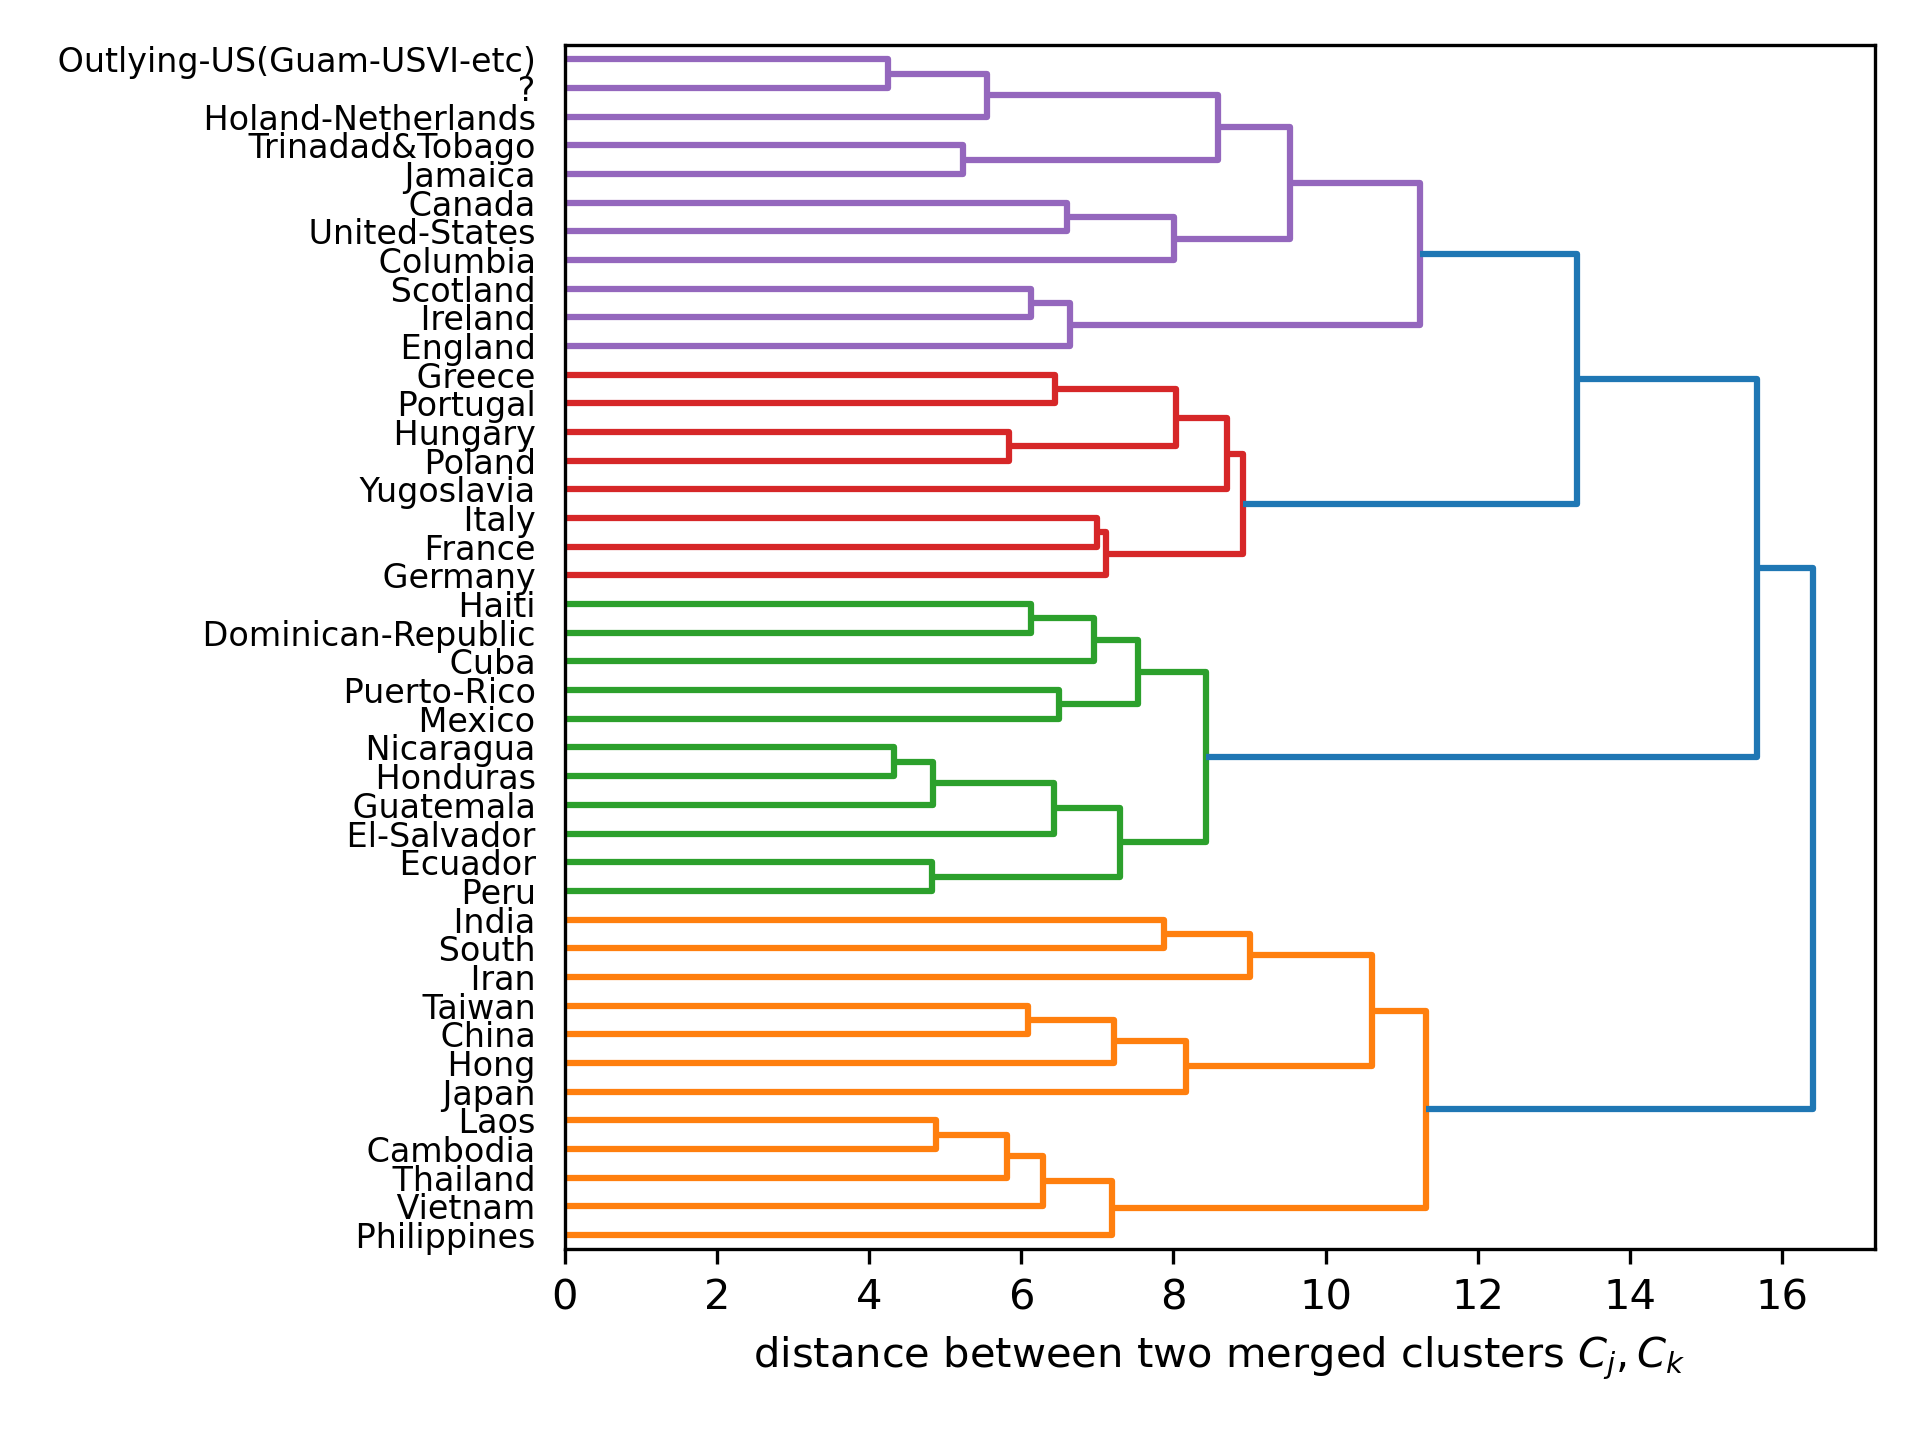 Outlying-US(Guam-USVI-etc)
?
Holand-Netherlands
Trinadad&Tobago
Jamaica
Canada
United-States
Columbia
Scotland
Ireland
England
Greece
Portugal
Hungary
Poland
Yugoslavia
Italy
France
Germany
Haiti
Dominican-Republic
Cuba
Puerto-Rico
Mexico
Nicaragua
Honduras
Guatemala
El-Salvador
Ecuador
Peru
India
South
Iran
Taiwan
China
Hong
Japan
Laos
Cambodia
Thailand
Vietnam
Philippines
0 2 4 6 8 10 12 14 16
distance between two merged clusters C_j, C_k